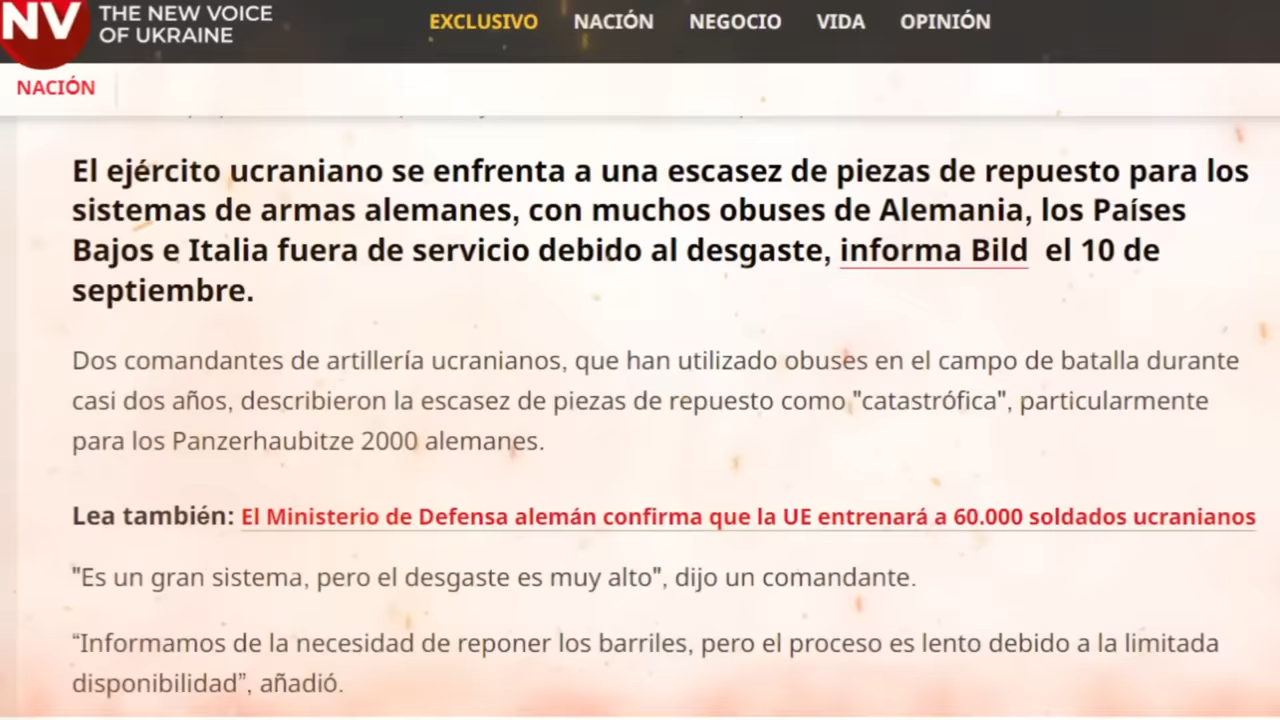 NV
THE NEW VOICE
OF UKRAINE
EXCLUSIVO NACIÓN NEGOCIO VIDA OPINIÓN
NACIÓN
El ejército ucraniano se enfrenta a una escasez de piezas de repuesto para los
sistemas de armas alemanes, con muchos obuses de Alemania, los Países
Bajos e Italia fuera de servicio debido al desgaste, informa Bild el 10 de
septiembre.
Dos comandantes de artillería ucranianos, que han utilizado obuses en el campo de batalla durante
casi dos años, describieron la escasez de piezas de repuesto como "catastrófica", particularmente
para los Panzerhaubitze 2000 alemanes.
Lea también: El Ministerio de Defensa alemán confirma que la UE entrenará a 60.000 soldados ucranianos
"Es un gran sistema, pero el desgaste es muy alto", dijo un comandante.
“Informamos de la necesidad de reponer los barriles, pero el proceso es lento debido a la limitada
disponibilidad”, añadió.